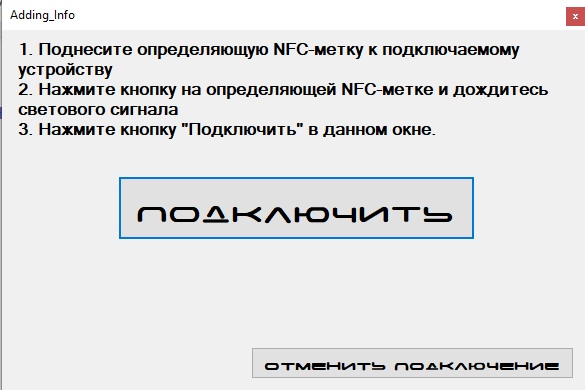 Adding_Info
x
1. Поднесите определяющую NFC-метку к подключаемому
устройству
2. Нажмите кнопку на определяющей NFC-метке и дождитесь
светового сигнала
3. Нажмите кнопку "Подключить" в данном окне.
ПОДКЛЮЧИТЬ
ОТМЕНИТЬ ПОДКЛЮЧЕНИЕ